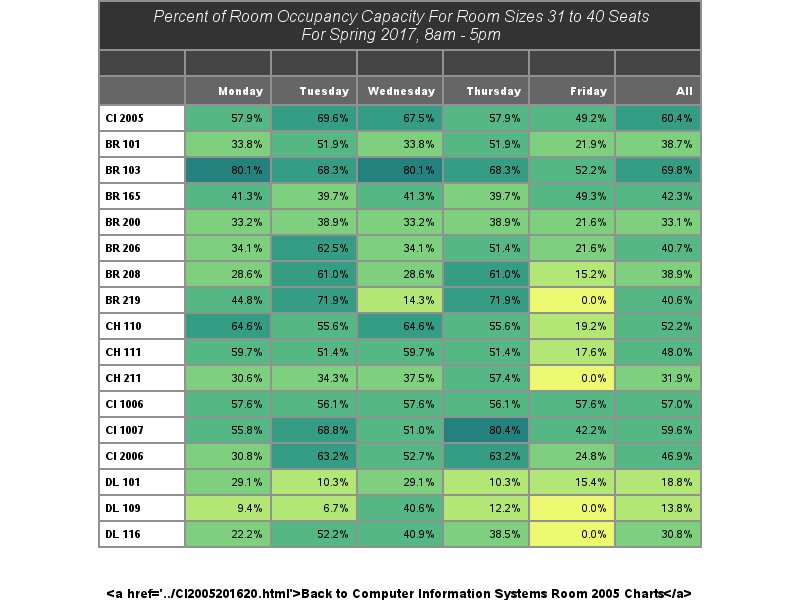 Percent of Room Occupancy Capacity For Room Sizes 31 to 40 Seats
For Spring 2017, 8am - 5pm
Monday Tuesday Wednesday Thursday Friday All
CI 2005 57.9% 69.6% 67.5% 57.9% 49.2% 60.4%
BR 101 33.8% 51.9% 33.8% 51.9% 21.9% 38.7%
BR 103 80.1% 68.3% 80.1% 68.3% 52.2% 69.8%
BR 165 41.3% 39.7% 41.3% 39.7% 49.3% 42.3%
BR 200 33.2% 38.9% 33.2% 38.9% 21.6% 33.1%
BR 206 34.1% 62.5% 34.1% 51.4% 21.6% 40.7%
BR 208 28.6% 61.0% 28.6% 61.0% 15.2% 38.9%
BR 219 44.8% 71.9% 14.3% 71.9% 0.0% 40.6%
CH 110 64.6% 55.6% 64.6% 55.6% 19.2% 52.2%
CH 111 59.7% 51.4% 59.7% 51.4% 17.6% 48.0%
CH 211 30.6% 34.3% 37.5% 57.4% 0.0% 31.9%
CI 1006 57.6% 56.1% 57.6% 56.1% 57.6% 57.0%
CI 1007 55.8% 68.8% 51.0% 80.4% 42.2% 59.6%
CI 2006 30.8% 63.2% 52.7% 63.2% 24.8% 46.9%
DL 101 29.1% 10.3% 29.1% 10.3% 15.4% 18.8%
DL 109 9.4% 6.7% 40.6% 12.2% 0.0% 13.8%
DL 116 22.2% 52.2% 40.9% 38.5% 0.0% 30.8%
&lt;a href='../CI2005201620.html'&gt;Back to Computer Information Systems Room 2005 Charts&lt;/a&gt;